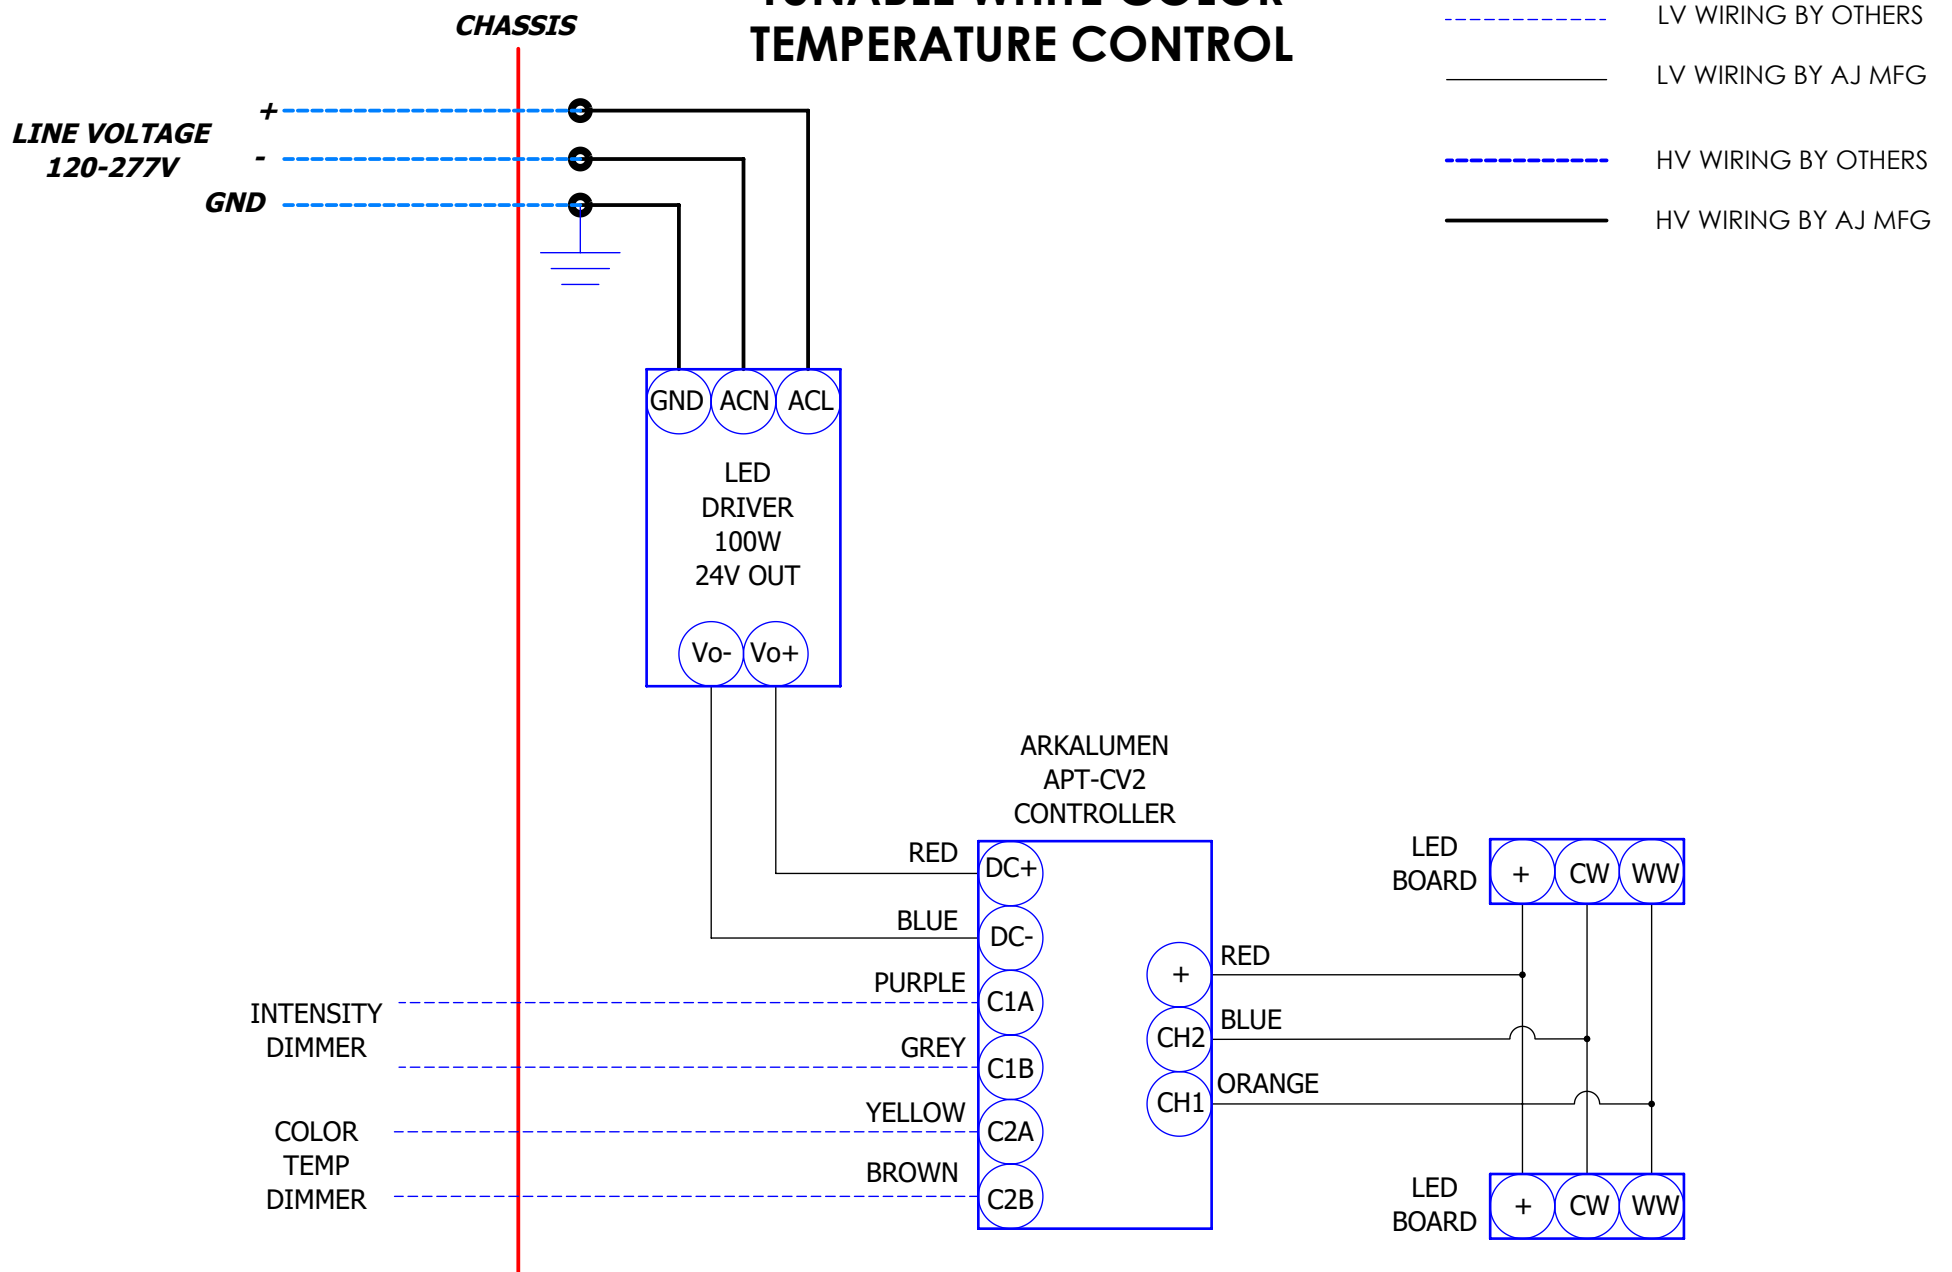 TUNABLE WHITE COLOR
TEMPERATURE CONTROL
CHASSIS
LV WIRING BY OTHERS
LV WIRING BY AJ MFG
HV WIRING BY OTHERS
HV WIRING BY AJ MFG
LINE VOLTAGE
120-277V
+
-
GND
GND
ACN
ACL
LED
DRIVER
100W
24V OUT
Vo-
Vo+
ARKALUMEN
APT-CV2
CONTROLLER
RED
DC+
BLUE
DC-
PURPLE
C1A
GREY
C1B
YELLOW
C2A
BROWN
C2B
INTENSITY
DIMMER
COLOR
TEMP
DIMMER
+
RED
CH2
BLUE
CH1
ORANGE
LED
BOARD
+
CW
WW
LED
BOARD
+
CW
WW